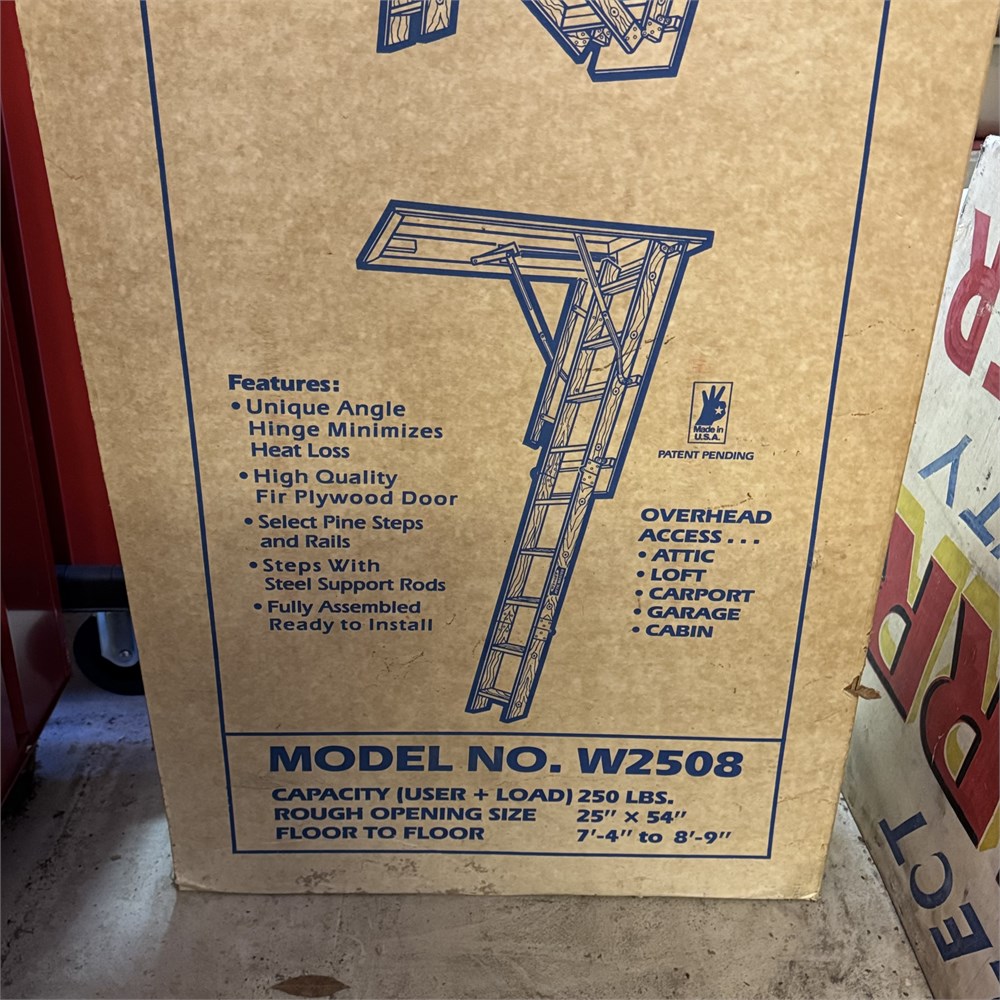 Features:
• Unique Angle
Hinge Minimizes
Heat Loss
• High Quality
Fir Plywood Door
• Select Pine Steps
and Rails
• Steps With
Steel Support Rods
• Fully Assembled
Ready to Install
Made in
U.S.A.
PATENT PENDING
OVERHEAD
ACCESS . . .
• ATTIC
• LOFT
• CARPORT
• GARAGE
• CABIN
MODEL NO. W2508
CAPACITY (USER + LOAD) 250 LBS.
ROUGH OPENING SIZE 25" × 54"
FLOOR TO FLOOR 7'-4" to 8'-9"